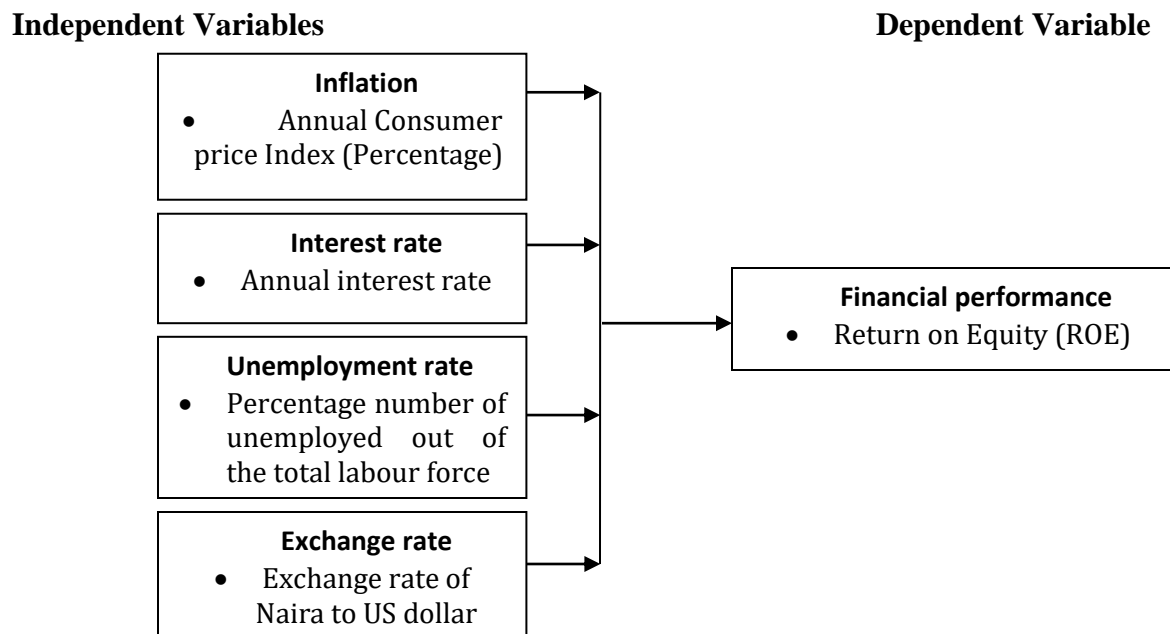 Independent Variables
Dependent Variable
Inflation
• Annual Consumer
price Index (Percentage)
Interest rate
• Annual interest rate
Unemployment rate
• Percentage number of
unemployed out of
the total labour force
Exchange rate
• Exchange rate of
Naira to US dollar
Financial performance
• Return on Equity (ROE)